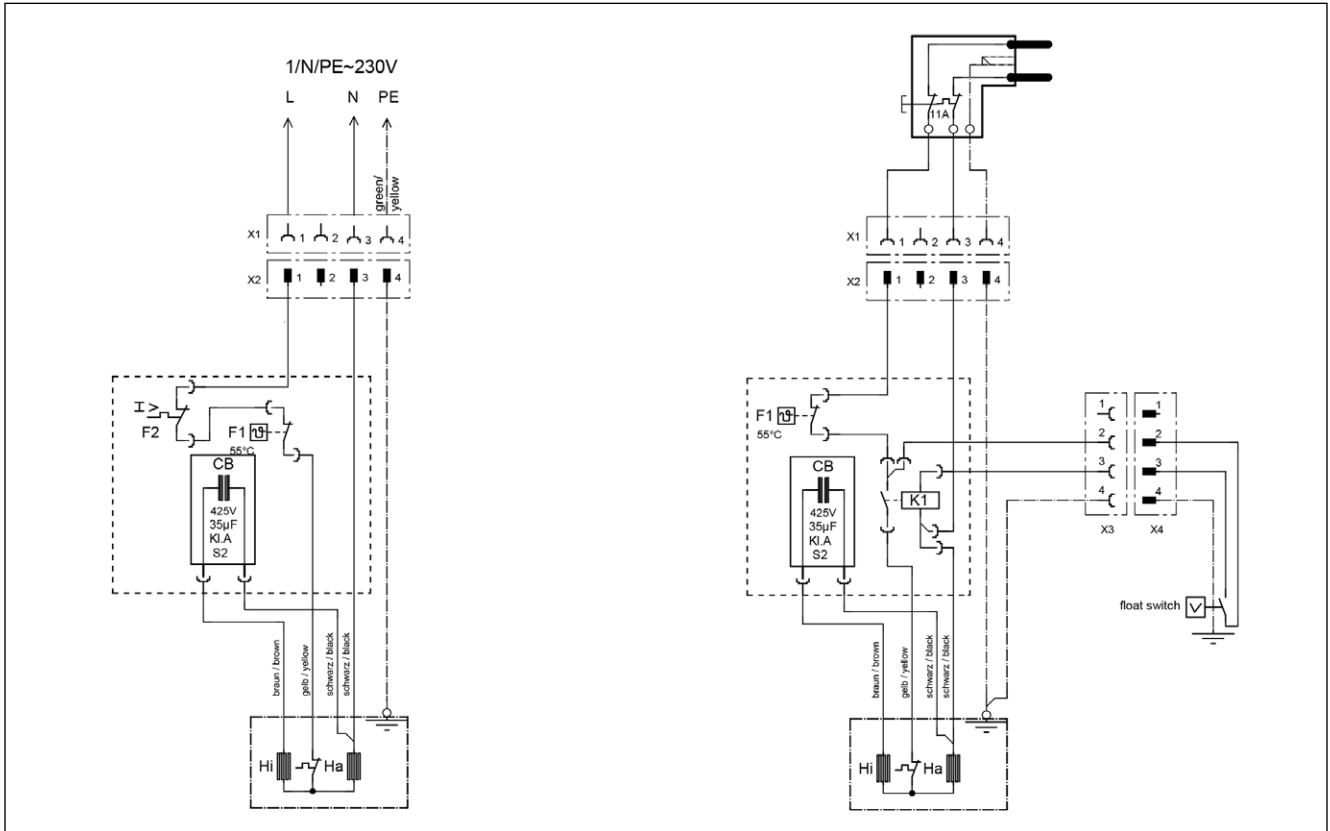 1/N/PE~230V
L N PE
green/
yellow
X1 1 2 3 4
X2 1 2 3 4
I >
F2
F1
55°C
CB
425V
35µF
Kl.A
S2
braun / brown
gelb / yellow
schwarz / black
schwarz / black
Hi Ha
11A
X1 1 2 3 4
X2 1 2 3 4
F1
55°C
CB
425V
35µF
Kl.A
S2
K1
1 1
2 2
3 3
4 4
X3 X4
float switch
braun / brown
gelb / yellow
schwarz / black
schwarz / black
Hi Ha